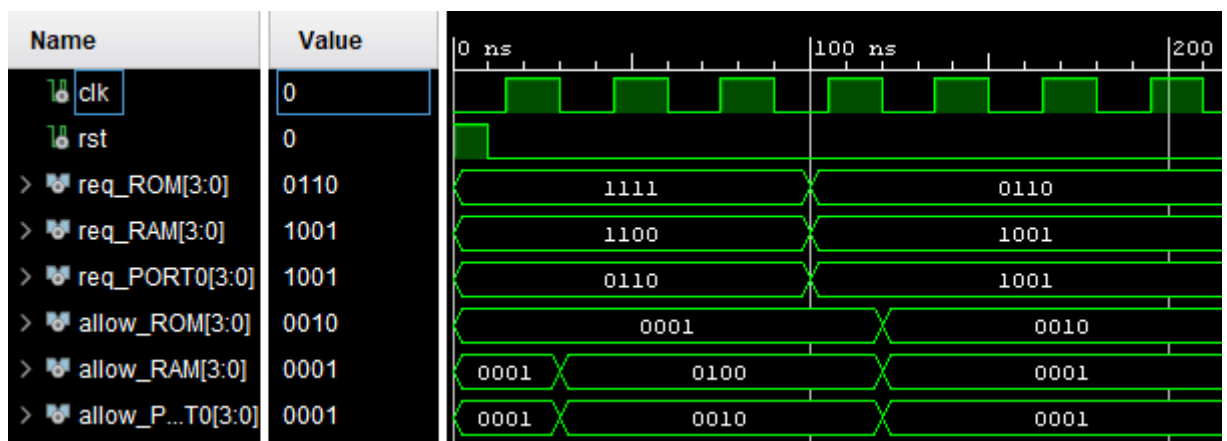 Name Value 0 ns 100 ns 200
clk 0
rst 0
req_ROM[3:0] 0110 1111 0110
req_RAM[3:0] 1001 1100 1001
req_PORT0[3:0] 1001 0110 1001
allow_ROM[3:0] 0010 0001 0010
allow_RAM[3:0] 0001 0001 0100 0001
allow_P...T0[3:0] 0001 0001 0010 0001